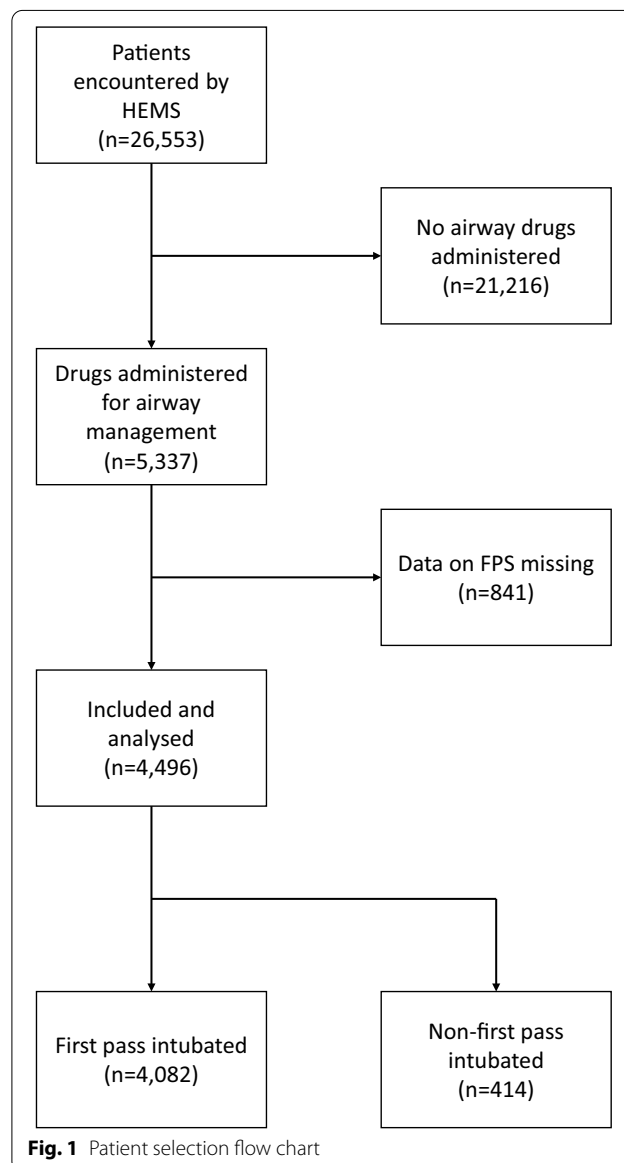 Patients
encountered by
HEMS
(n=26,553)
No airway drugs
administered
(n=21,216)
Drugs administered
for airway
management
(n=5,337)
Data on FPS missing
(n=841)
Included and
analysed
(n=4,496)
First pass intubated
(n=4,082)
Non-first pass
intubated
(n=414)
Fig. 1 Patient selection flow chart